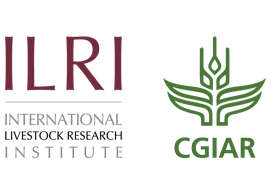 ILRI
INTERNATIONAL
LIVESTOCK RESEARCH
INSTITUTE
CGIAR